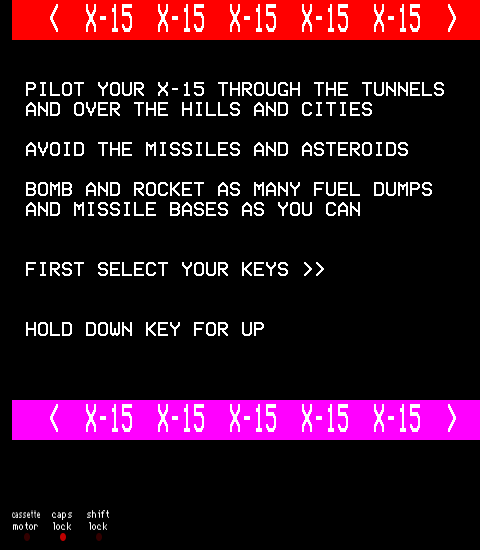 < X-15 X-15 X-15 X-15 X-15 >
PILOT YOUR X-15 THROUGH THE TUNNELS
AND OVER THE HILLS AND CITIES
AVOID THE MISSILES AND ASTEROIDS
BOMB AND ROCKET AS MANY FUEL DUMPS
AND MISSILE BASES AS YOU CAN
FIRST SELECT YOUR KEYS >>
HOLD DOWN KEY FOR UP
< X-15 X-15 X-15 X-15 X-15 >
cassette motor
caps lock
shift lock